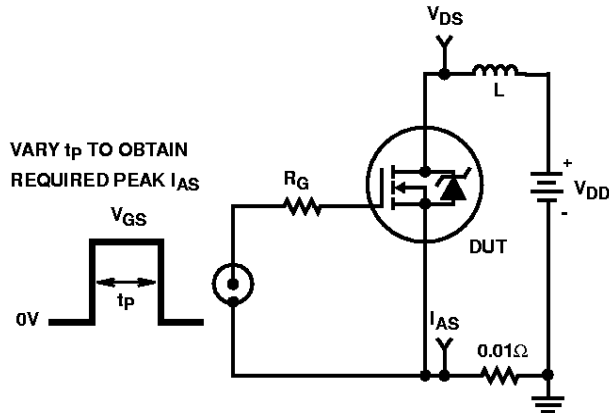 VDS
L
VARY tP TO OBTAIN
REQUIRED PEAK IAS
RG
+
VDD
-
VGS
DUT
tP
0V
IAS
0.01Ω